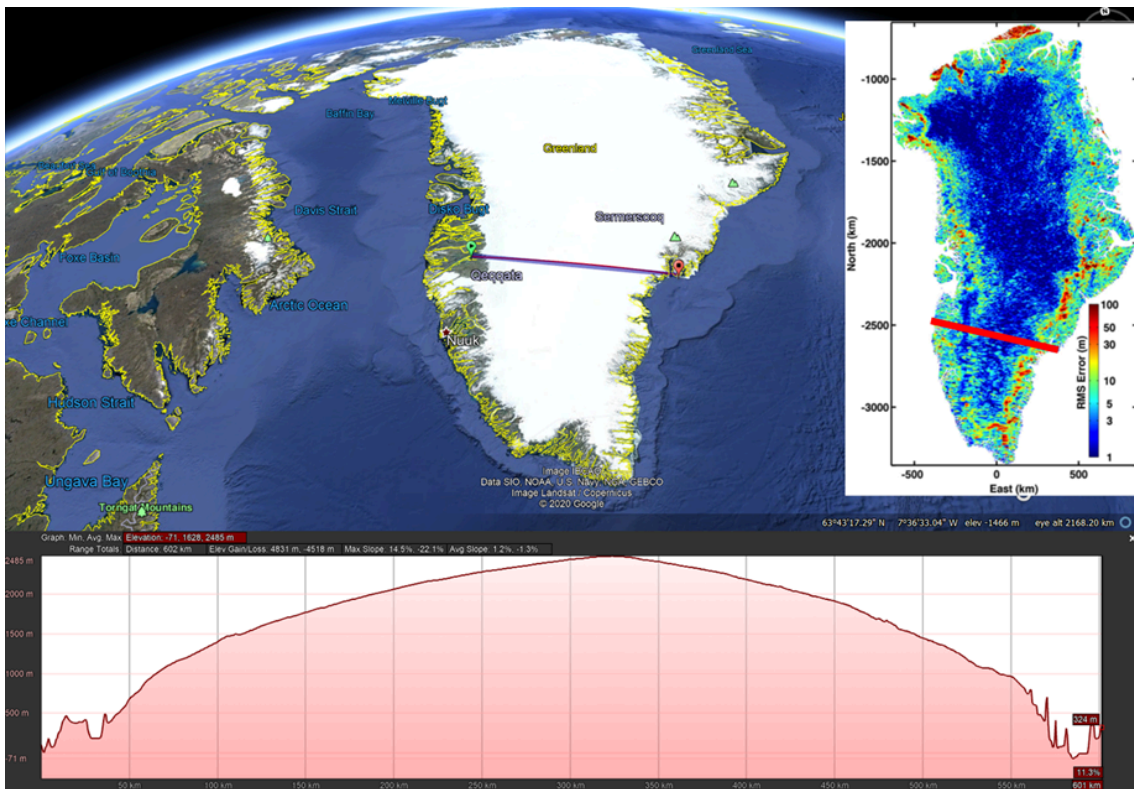 N
Greenland Sea
Melville Bugt
Baffin Bay
Greenland
Davis Strait
Disko Bugt
Sermersooq
Foxe Basin
Qeqqata
Arctic Ocean
Nuuk
Hudson Strait
Ungava Bay
Torngat Mountains
Data SIO, NOAA, U.S. Navy, NGA, GEBCO
Image Landsat / Copernicus
© 2020 Google
63°43'17.29" N 7°36'33.04" W elev -1466 m eye alt 2168.20 km
North (km)
-1000
-1500
-2000
-2500
-3000
-500 0 500
East (km)
RMS Error (m)
100
50
30
10
5
3
1
Graph: Min, Avg, Max Elevation: -71, 1628, 2485 m
Range Totals Distance: 602 km Elev Gain/Loss: 4831 m, -4518 m Max Slope: 14.5%, -22.1% Avg Slope: 1.2%, -1.3%
2485 m
2000 m
1500 m
1000 m
500 m
-71 m
324 m
11.3%
50 km 100 km 150 km 200 km 250 km 300 km 350 km 400 km 450 km 500 km 550 km 601 km